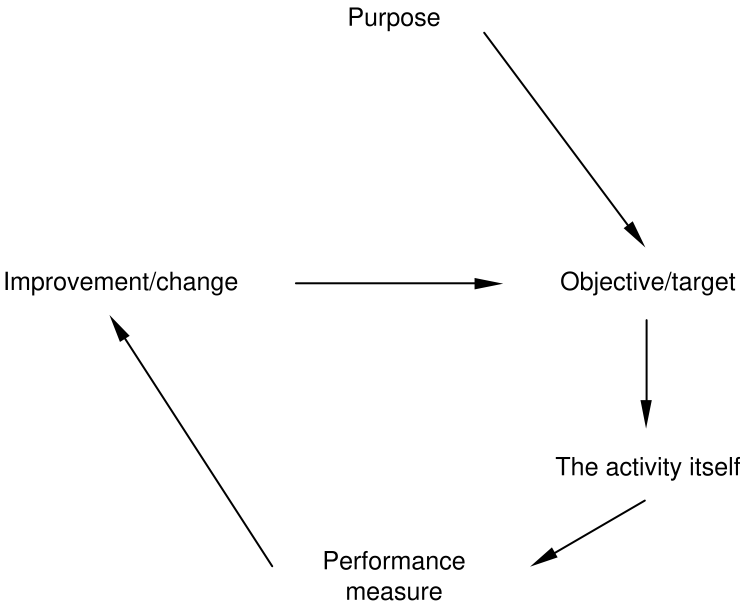 Purpose
Improvement/change
Objective/target
The activity itself
Performance
measure